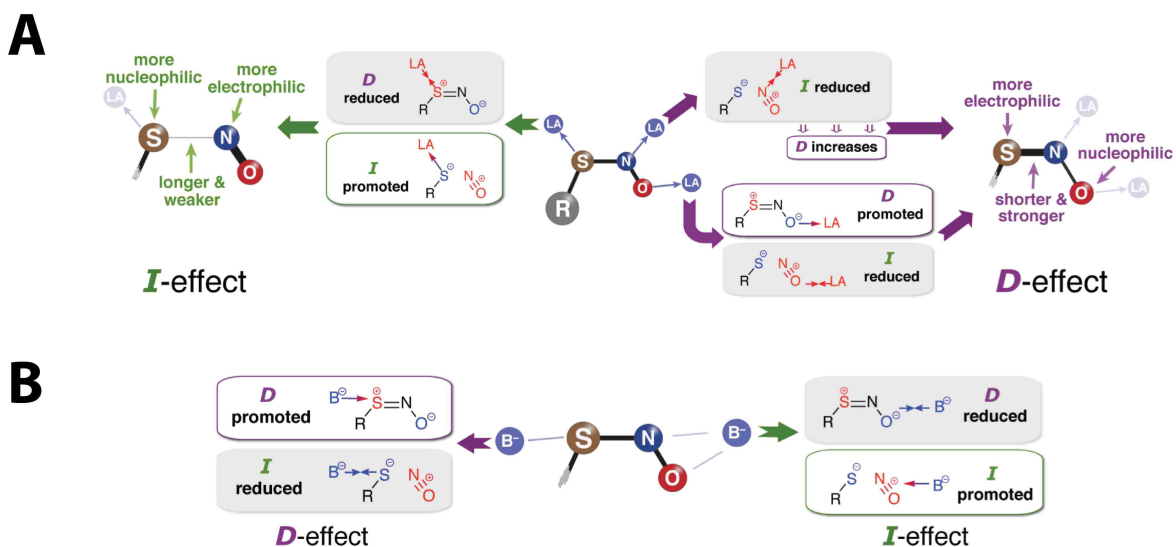 A
more
nucleophilic
more
electrophilic
LA
S
N
O
longer &
weaker
I-effect
D
reduced
LA
S⊕
N
R
O⊖
I
promoted
LA
S⊖
R
N⊕
O
LA
S
N
O
LA
LA
R
LA
S⊖
R
N⊕
O
I reduced
D increases
S⊕
N
R
O⊖
LA
D
promoted
S⊖
R
N⊕
O
LA
I
reduced
more
electrophilic
LA
S
N
O
LA
more
nucleophilic
shorter &
stronger
D-effect
B
D
promoted
B⊖
S⊕
N
R
O⊖
I
reduced
B⊖
S⊖
R
N⊕
O
D-effect
B⁻
S
N
O
B⁻
S⊕
N
R
O⊖
B⊖
D
reduced
S⊖
R
N⊕
O
B⊖
I
promoted
I-effect